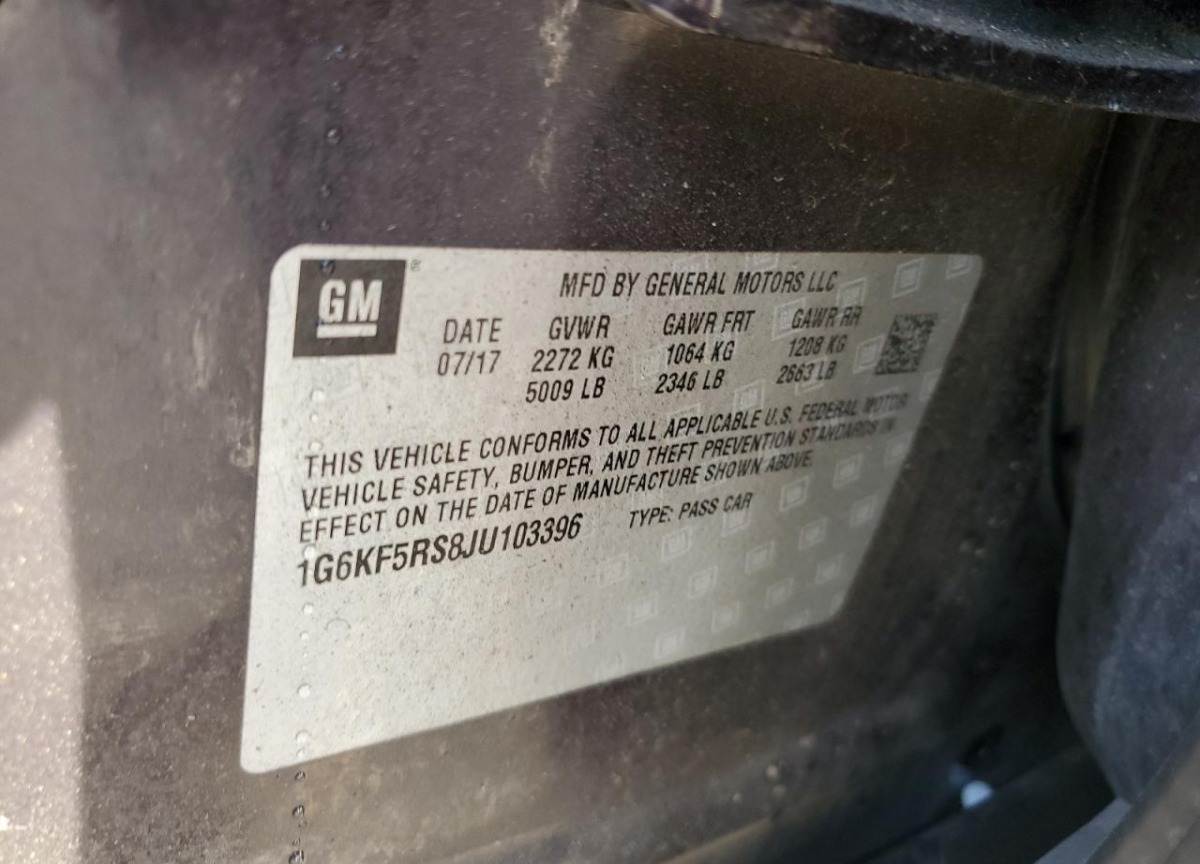 GM
MFD BY GENERAL MOTORS LLC
DATE GVWR GAWR FRT GAWR RR
07/17 2272 KG 1064 KG 1208 KG
5009 LB 2346 LB 2663 LB
THIS VEHICLE CONFORMS TO ALL APPLICABLE U.S. FEDERAL MOTOR
VEHICLE SAFETY, BUMPER, AND THEFT PREVENTION STANDARDS IN
EFFECT ON THE DATE OF MANUFACTURE SHOWN ABOVE.
1G6KF5RS8JU103396 TYPE: PASS CAR